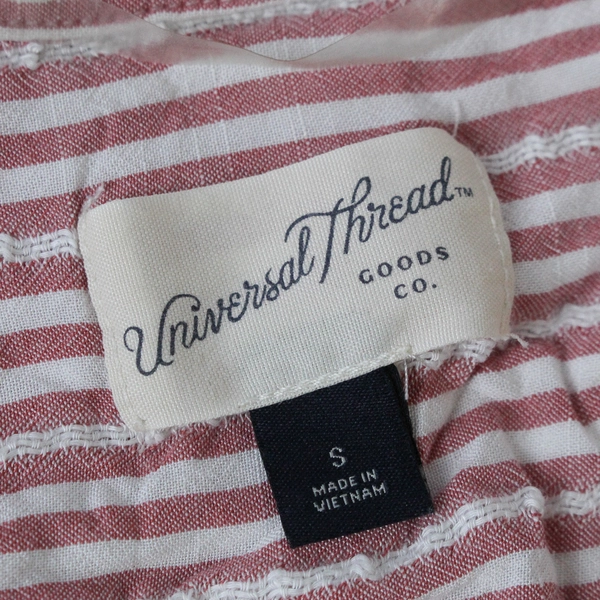 Universal Thread™
GOODS
CO.
S
MADE IN
VIETNAM